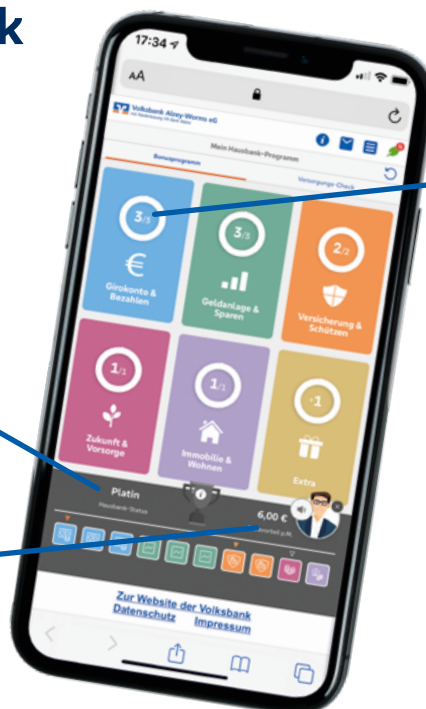 k
17:34
AA
Volksbank Alzey-Worms eG
Mein Hausbank-Programm
Bonusprogramm
Versorgungs-Check
3/3
€
Girokonto &
Bezahlen
3/3
Geldanlage &
Sparen
2/2
Versicherung &
Schützen
1/1
Zukunft &
Vorsorge
1/1
Immobilie &
Wohnen
+1
Extra
Platin
Hausbank-Status
6,00 €
Zur Website der Volksbank
Datenschutz Impressum